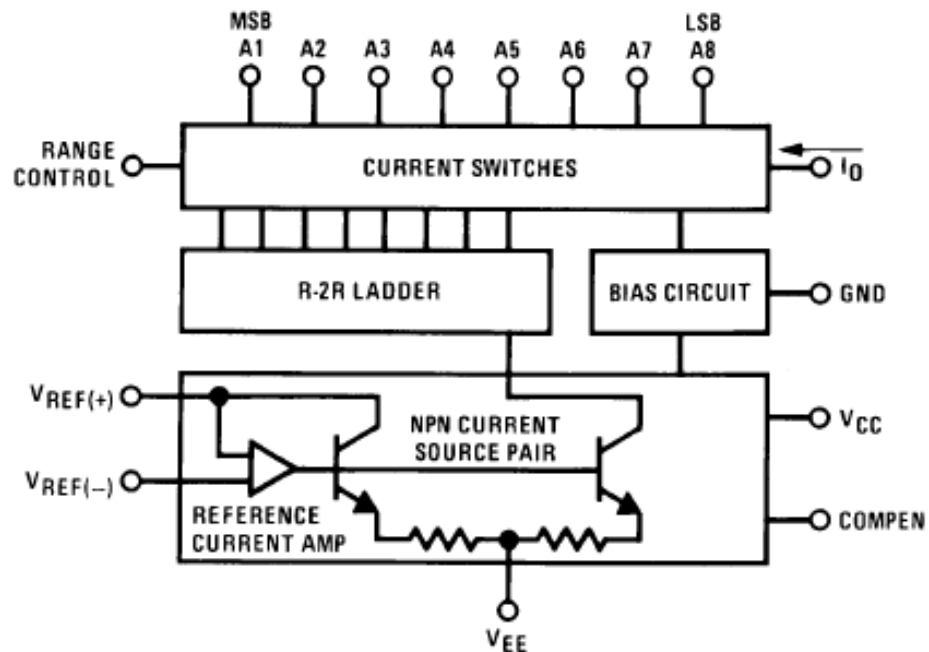 MSB LSB
A1 A2 A3 A4 A5 A6 A7 A8
RANGE
CONTROL
CURRENT SWITCHES
I0
R-2R LADDER
BIAS CIRCUIT
GND
VREF(+)
NPN CURRENT
SOURCE PAIR
VCC
VREF(−)
REFERENCE
CURRENT AMP
COMPEN
VEE